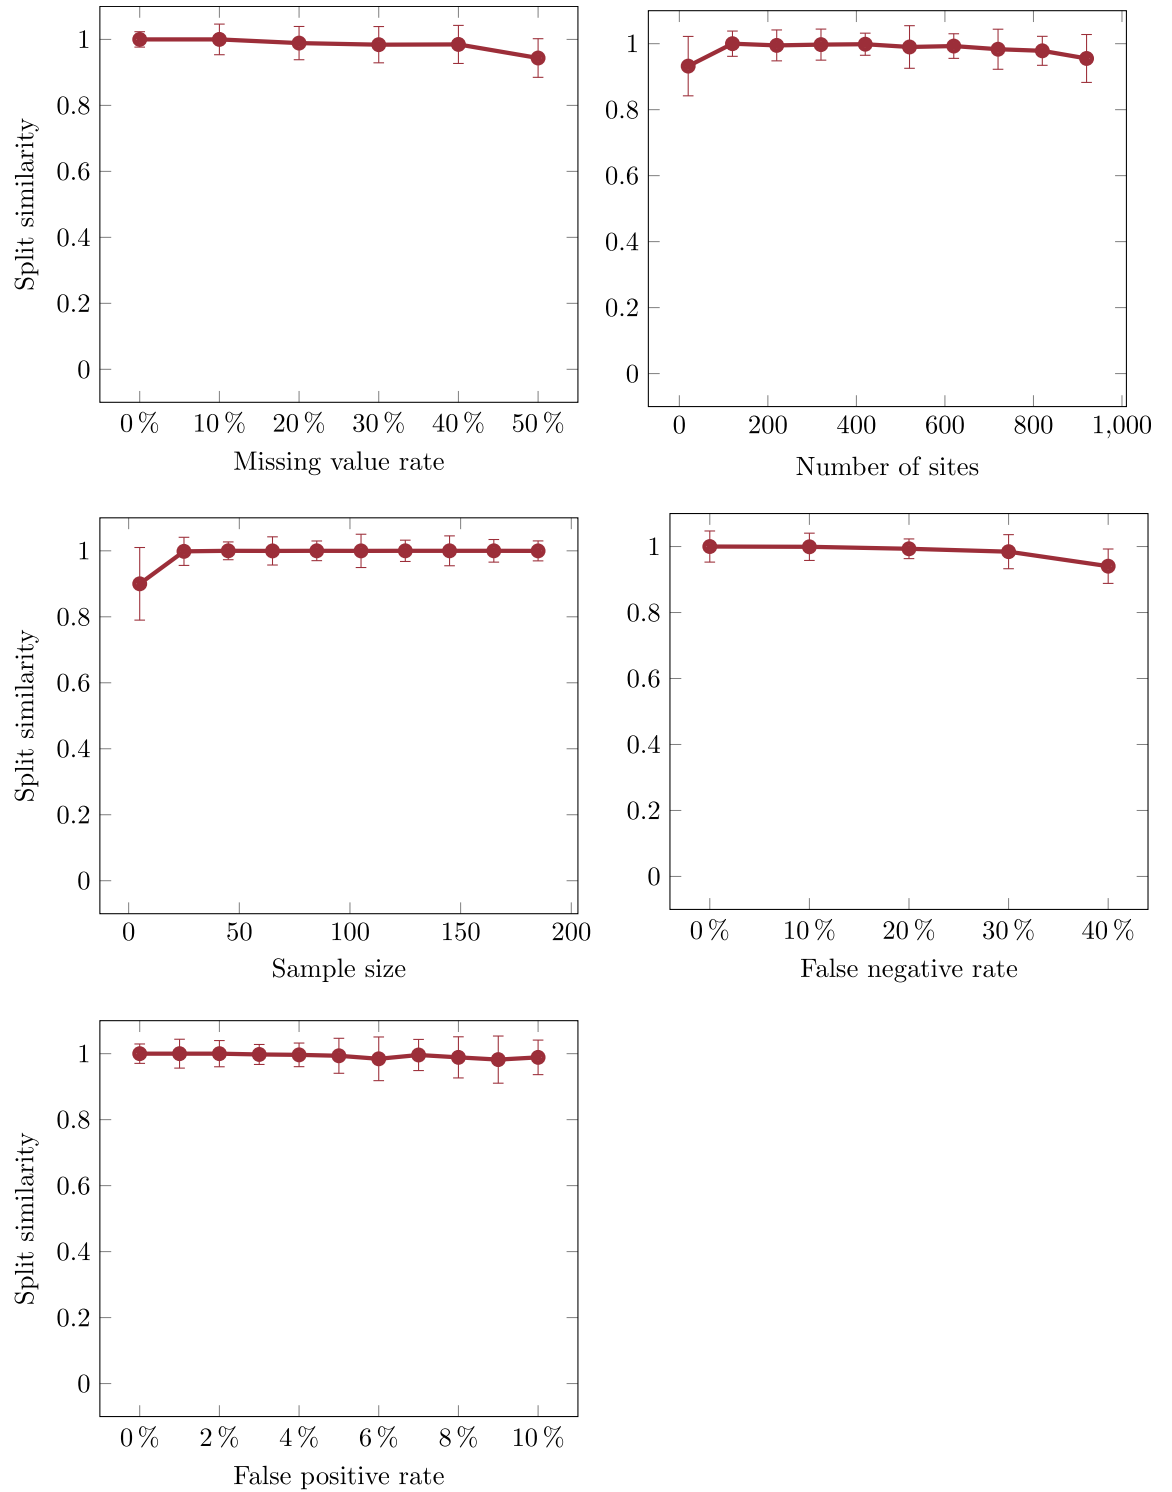 1
0.8
0.6
0.4
0.2
0
Split similarity
0 % 10 % 20 % 30 % 40 % 50 %
Missing value rate
1
0.8
0.6
0.4
0.2
0
0 200 400 600 800 1,000
Number of sites
1
0.8
0.6
0.4
0.2
0
Split similarity
0 50 100 150 200
Sample size
1
0.8
0.6
0.4
0.2
0
0 % 10 % 20 % 30 % 40 %
False negative rate
1
0.8
0.6
0.4
0.2
0
Split similarity
0 % 2 % 4 % 6 % 8 % 10 %
False positive rate